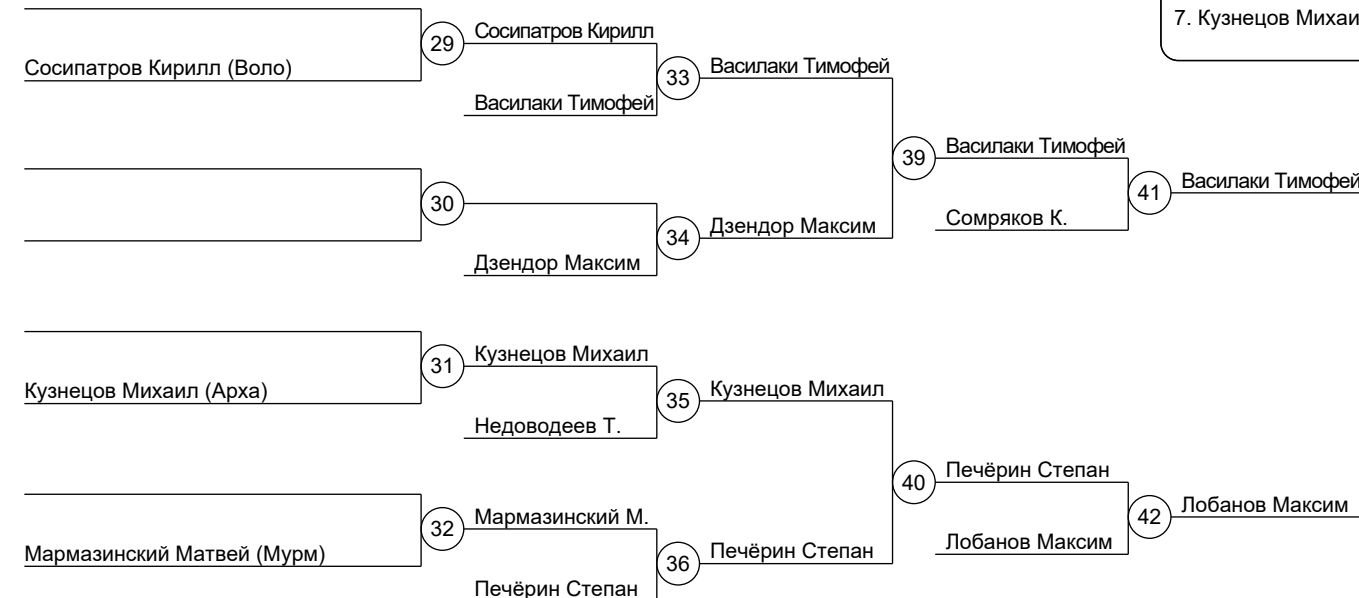 7. Кузнецов Михаи
29
Сосипатров Кирилл
Сосипатров Кирилл (Воло)
33
Василаки Тимофей
Василаки Тимофей
39
Василаки Тимофей
41
Василаки Тимофей
30
34
Дзендор Максим
Сомряков К.
Дзендор Максим
31
Кузнецов Михаил
Кузнецов Михаил (Арха)
35
Кузнецов Михаил
Недоводеев Т.
40
Печёрин Степан
42
Лобанов Максим
32
Мармазинский М.
Мармазинский Матвей (Мурм)
36
Печёрин Степан
Лобанов Максим
Печёрин Степан